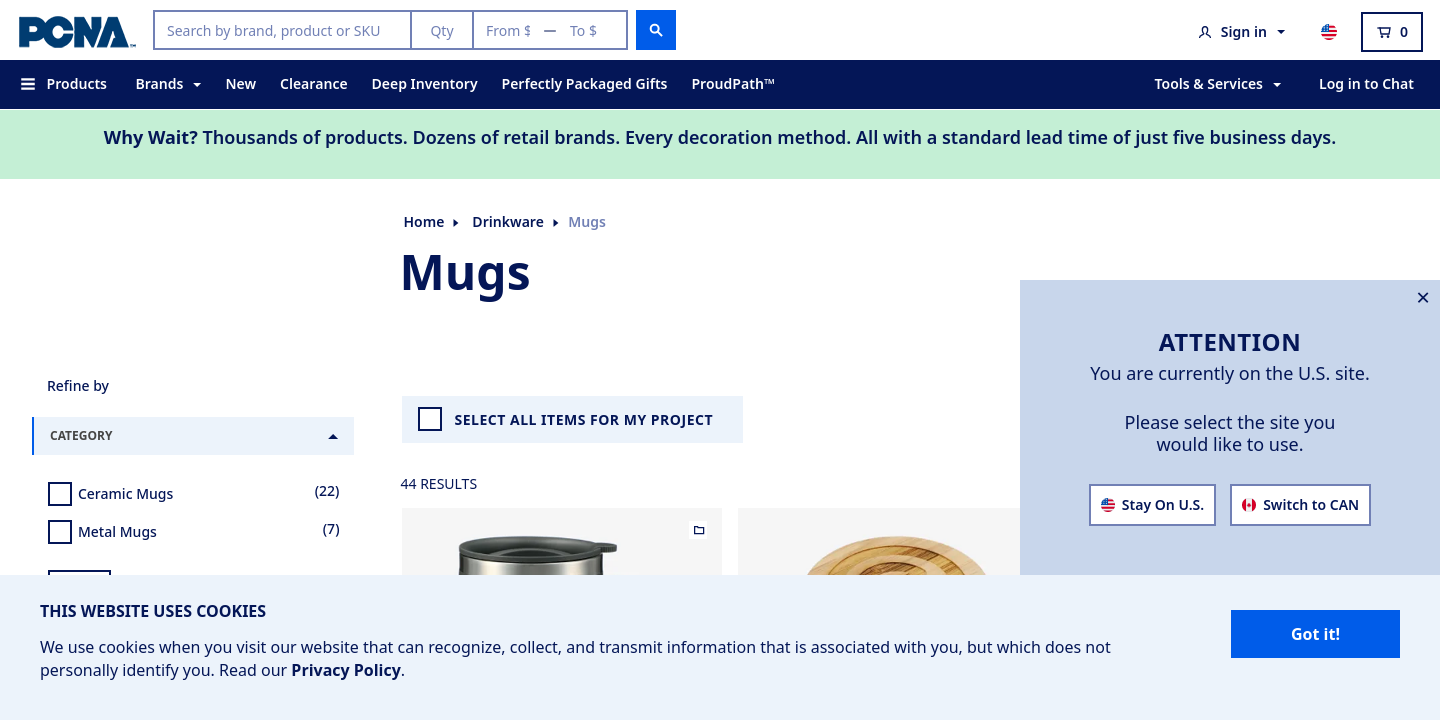 PCNA™
Search by brand, product or SKU
Qty
From $ — To $
Sign in
0
Products
Brands
New
Clearance
Deep Inventory
Perfectly Packaged Gifts
ProudPath™
Tools & Services
Log in to Chat
Why Wait? Thousands of products. Dozens of retail brands. Every decoration method. All with a standard lead time of just five business days.
Home
Drinkware
Mugs
Mugs
ATTENTION
You are currently on the U.S. site.
Please select the site you
would like to use.
Stay On U.S.
Switch to CAN
Refine by
CATEGORY
Ceramic Mugs
(22)
Metal Mugs
(7)
SELECT ALL ITEMS FOR MY PROJECT
44 RESULTS
THIS WEBSITE USES COOKIES
We use cookies when you visit our website that can recognize, collect, and transmit information that is associated with you, but which does not
personally identify you. Read our Privacy Policy.
Got it!